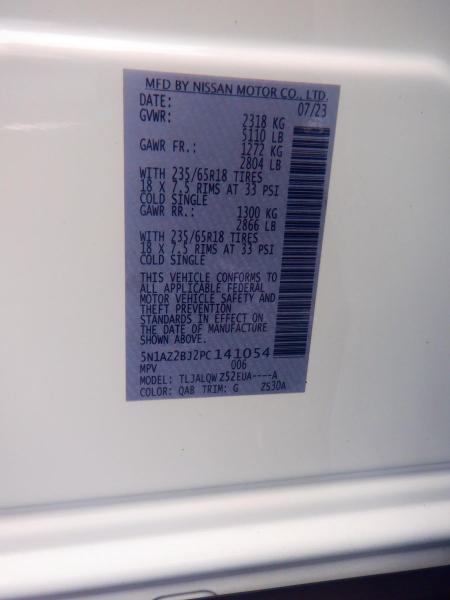 MFD BY NISSAN MOTOR CO., LTD.
DATE: 07/23
GVWR: 2318 KG
5110 LB
GAWR FR.: 1272 KG
2804 LB
WITH 235/65R18 TIRES
18 X 7.5 RIMS AT 33 PSI
COLD SINGLE
GAWR RR.: 1300 KG
2866 LB
WITH 235/65R18 TIRES
18 X 7.5 RIMS AT 33 PSI
COLD SINGLE
THIS VEHICLE CONFORMS TO
ALL APPLICABLE FEDERAL
MOTOR VEHICLE SAFETY AND
THEFT PREVENTION
STANDARDS IN EFFECT ON
THE DATE OF MANUFACTURE
SHOWN ABOVE.
5N1AZ2BJ2PC141054
MPV 006
MODEL: TLJALQWZ52EUA----A
COLOR: QAB TRIM: G ZS30A